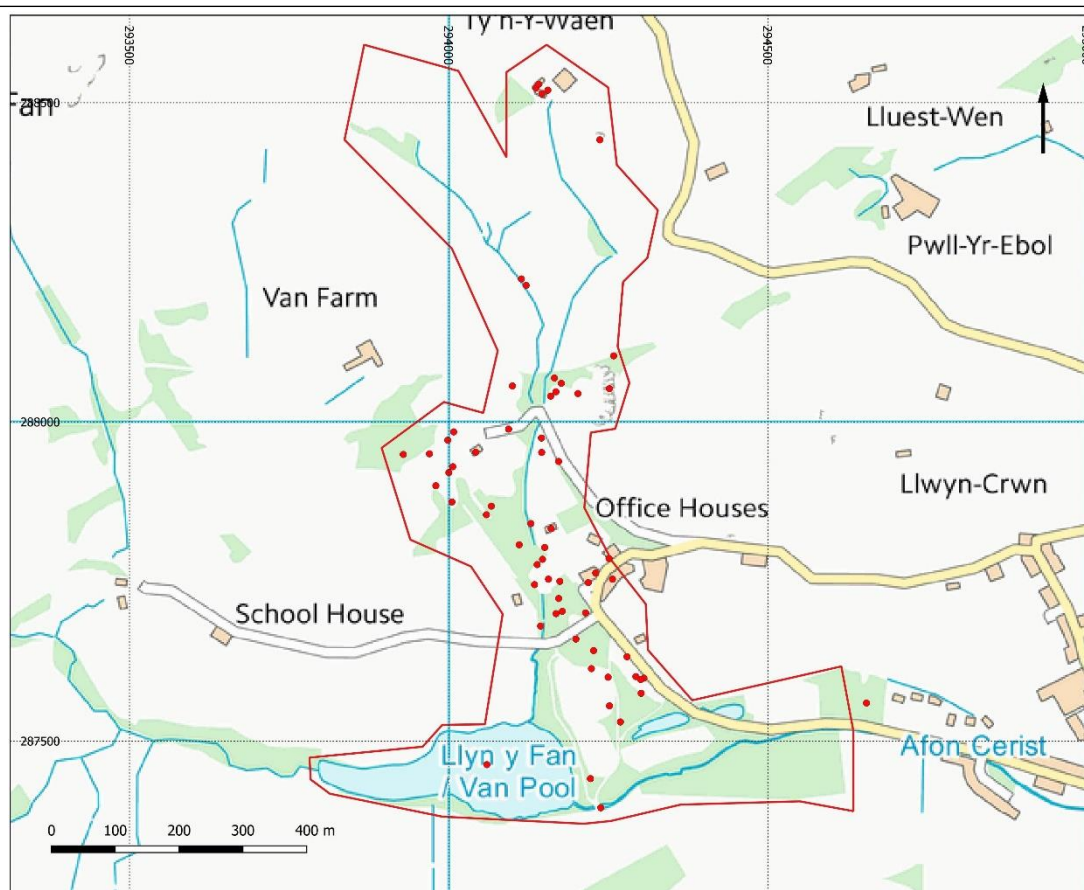 Ty'n-Y-Waen
293500
294000
294500
288500
Fan
Lluest-Wen
Pwll-Yr-Ebol
Van Farm
288000
Llwyn-Crwn
Office Houses
School House
287500
Llyn y Fan
/ Van Pool
Afon Cerist
0 100 200 300 400 m